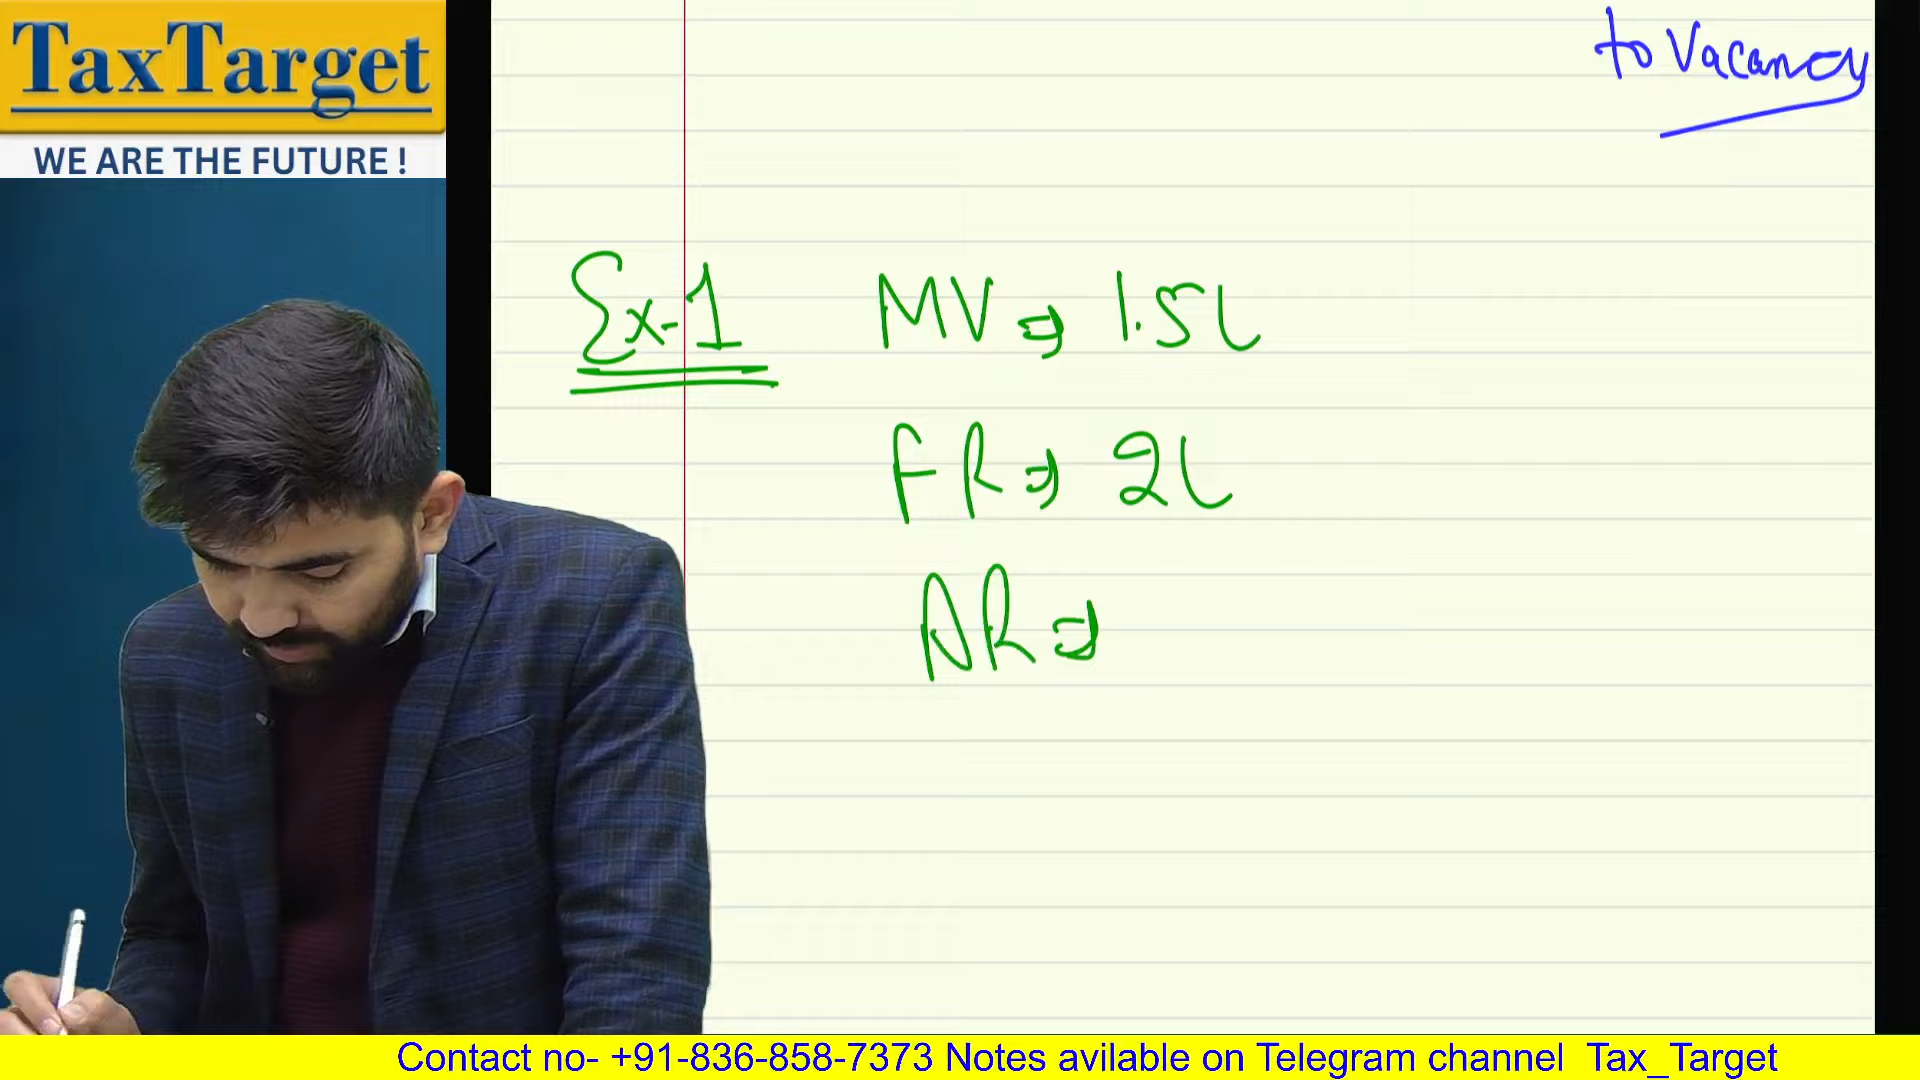 TaxTarget
WE ARE THE FUTURE !
to Vacancy
Ex-1 MV ⇒ 1.5L
FR ⇒ 2L
AR ⇒
Contact no- +91-836-858-7373 Notes avilable on Telegram channel Tax_Target